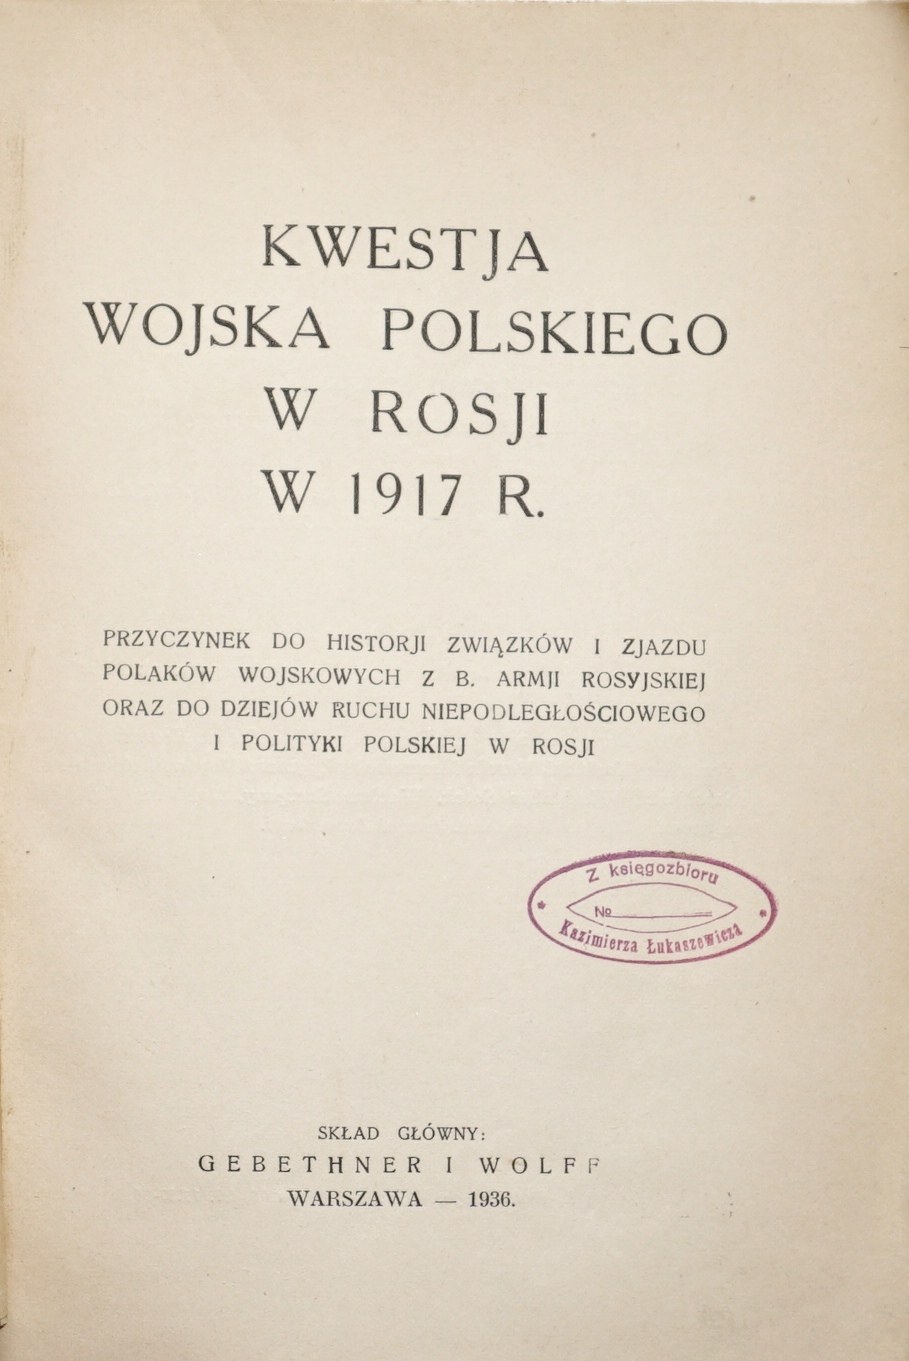 KWESTJA
WOJSKA POLSKIEGO
W ROSJI
W 1917 R.
PRZYCZYNEK DO HISTORJI ZWIĄZKÓW I ZJAZDU
POLAKÓW WOJSKOWYCH Z B. ARMJI ROSYJSKIEJ
ORAZ DO DZIEJÓW RUCHU NIEPODLEGŁOŚCIOWEGO
I POLITYKI POLSKIEJ W ROSJI
Z księgozbioru
No
Kazimierza Łukaszewicza
SKŁAD GŁÓWNY:
GEBETHNER I WOLFF
WARSZAWA — 1936.